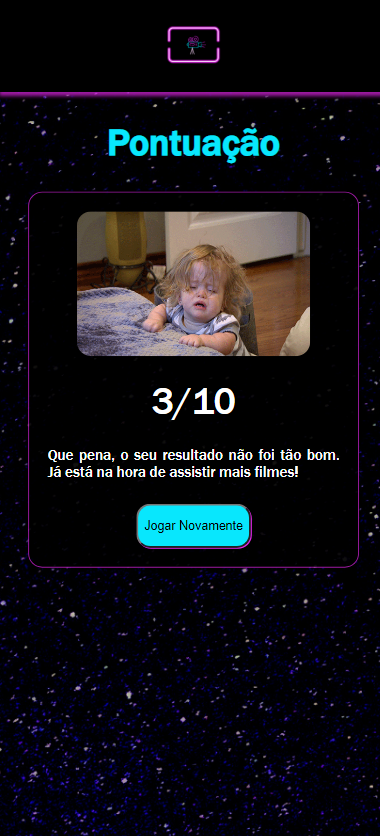 Pontuação
3/10
Que pena, o seu resultado não foi tão bom.
Já está na hora de assistir mais filmes!
Jogar Novamente